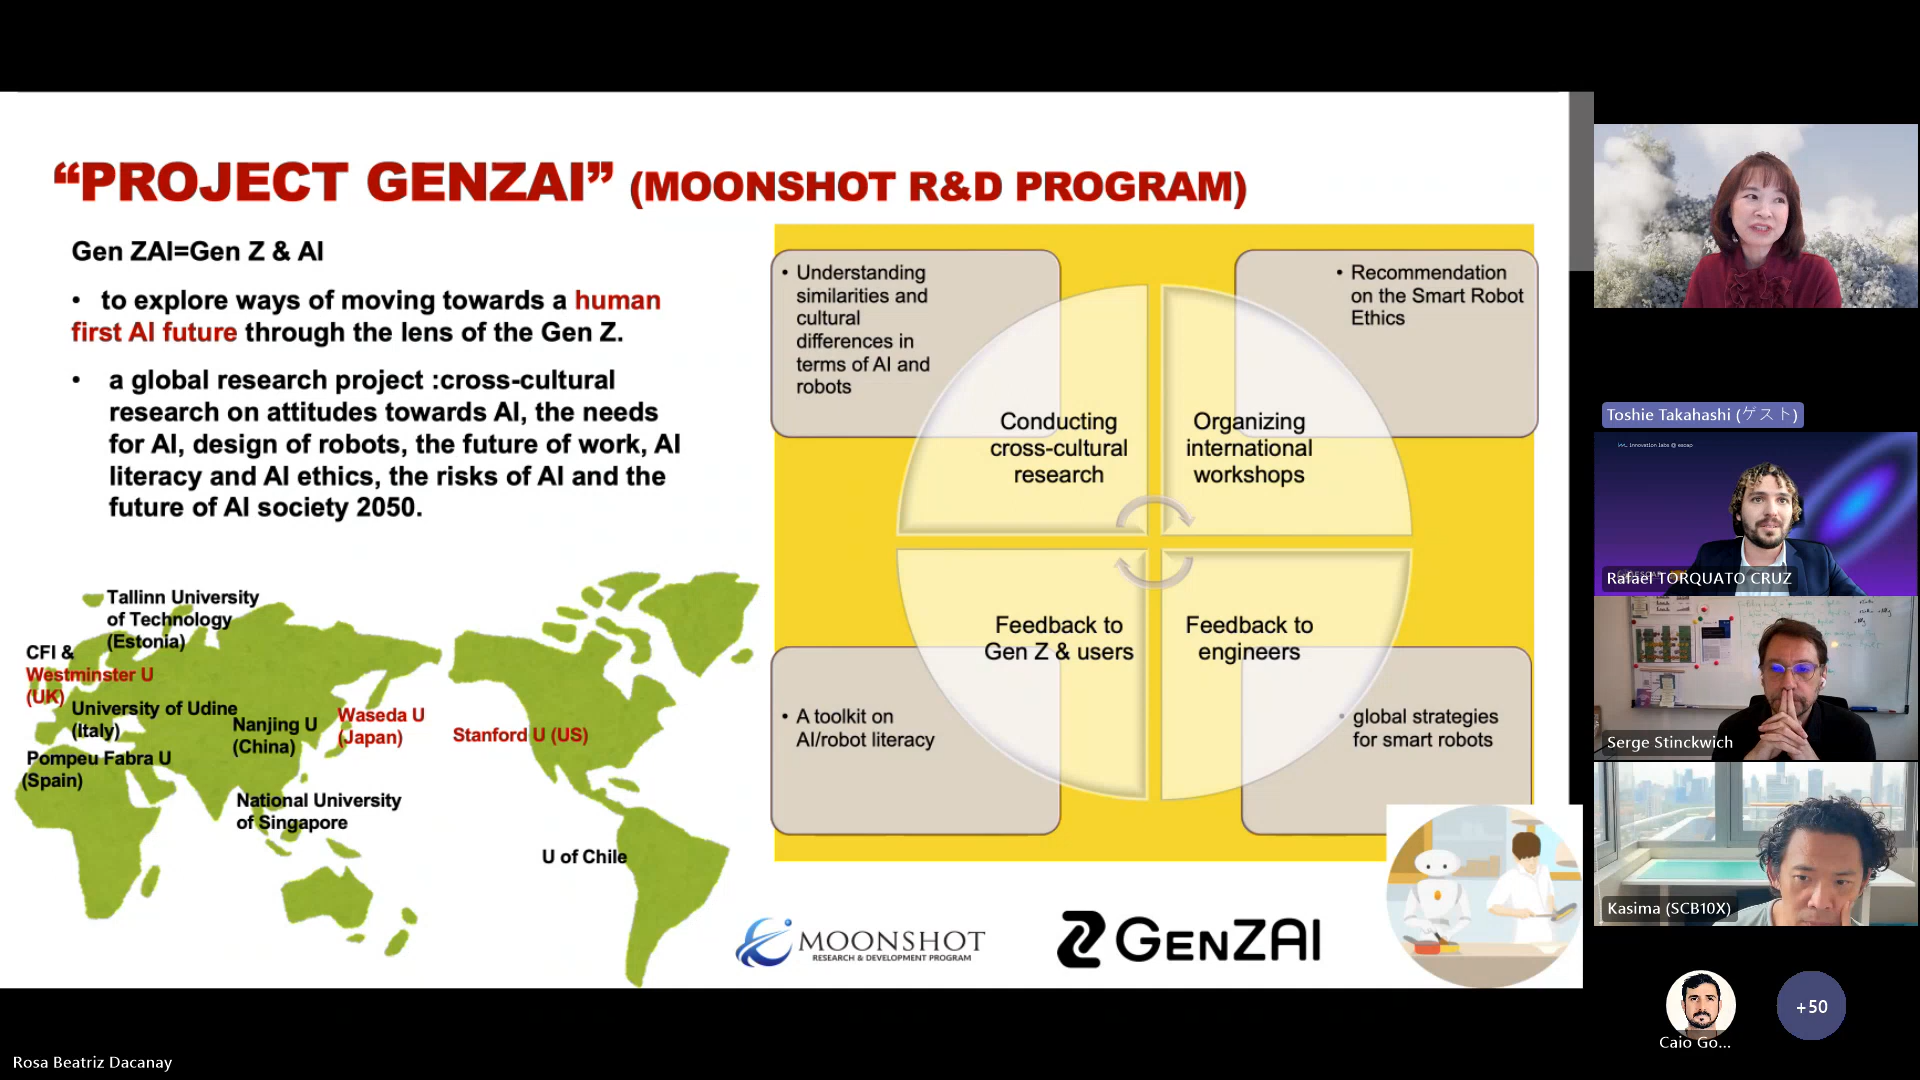 “PROJECT GENZAI” (MOONSHOT R&D PROGRAM)
Gen ZAI=Gen Z & AI
• to explore ways of moving towards a human
first AI future through the lens of the Gen Z.
• a global research project :cross-cultural
research on attitudes towards AI, the needs
for AI, design of robots, the future of work, AI
literacy and AI ethics, the risks of AI and the
future of AI society 2050.
Tallinn University
of Technology
(Estonia)
CFI &
Westminster U
(UK)
University of Udine
(Italy)
Nanjing U
(China)
Waseda U
(Japan)
Stanford U (US)
Pompeu Fabra U
(Spain)
National University
of Singapore
U of Chile
• Understanding
similarities and
cultural
differences in
terms of AI and
robots
• Recommendation
on the Smart Robot
Ethics
Conducting
cross-cultural
research
Organizing
international
workshops
Feedback to
Gen Z & users
Feedback to
engineers
• A toolkit on
AI/robot literacy
• global strategies
for smart robots
MOONSHOT
RESEARCH & DEVELOPMENT PROGRAM
GENZAI
Toshie Takahashi (ゲスト)
innovation labs @ escap
Rafael TORQUATO CRUZ
Serge Stinckwich
Kasima (SCB10X)
Caio Go...
+50
Rosa Beatriz Dacanay